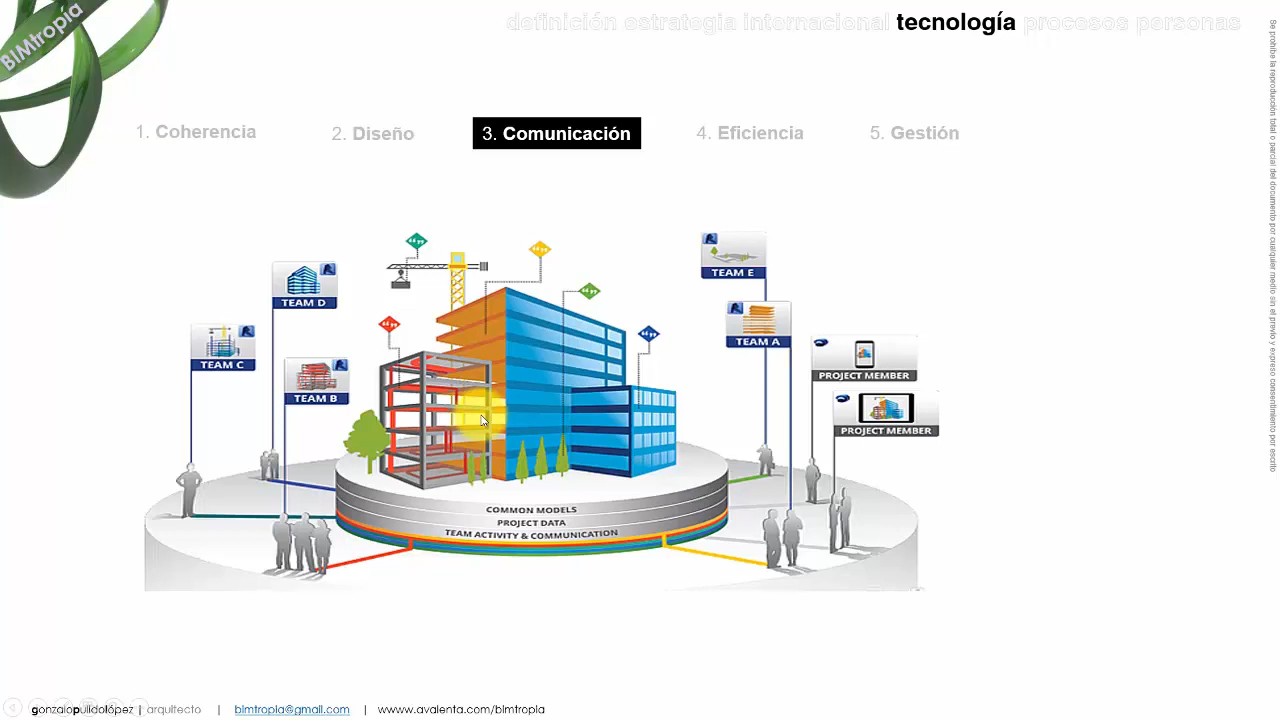 BIMtropía
definición estrategia internacional tecnología procesos personas
1. Coherencia
2. Diseño
3. Comunicación
4. Eficiencia
5. Gestión
TEAM E
TEAM D
TEAM A
TEAM C
PROJECT MEMBER
TEAM B
PROJECT MEMBER
COMMON MODELS
PROJECT DATA
TEAM ACTIVITY & COMMUNICATION
Se prohíbe la reproducción total o parcial del documento por cualquier medio sin el previo y expreso consentimiento por escrito
gonzalopulidolópez | arquitecto | bimtropia@gmail.com | vwww.avalenta.com/bimtropia